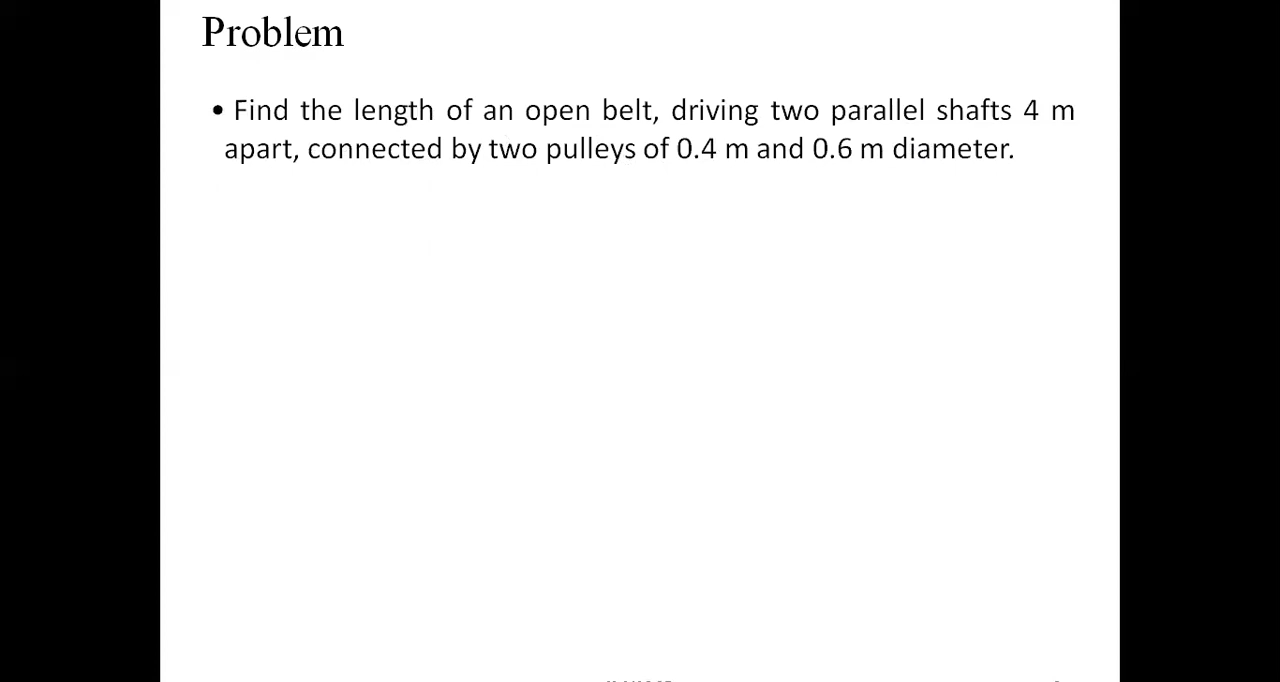 Problem
• Find the length of an open belt, driving two parallel shafts 4 m
apart, connected by two pulleys of 0.4 m and 0.6 m diameter.